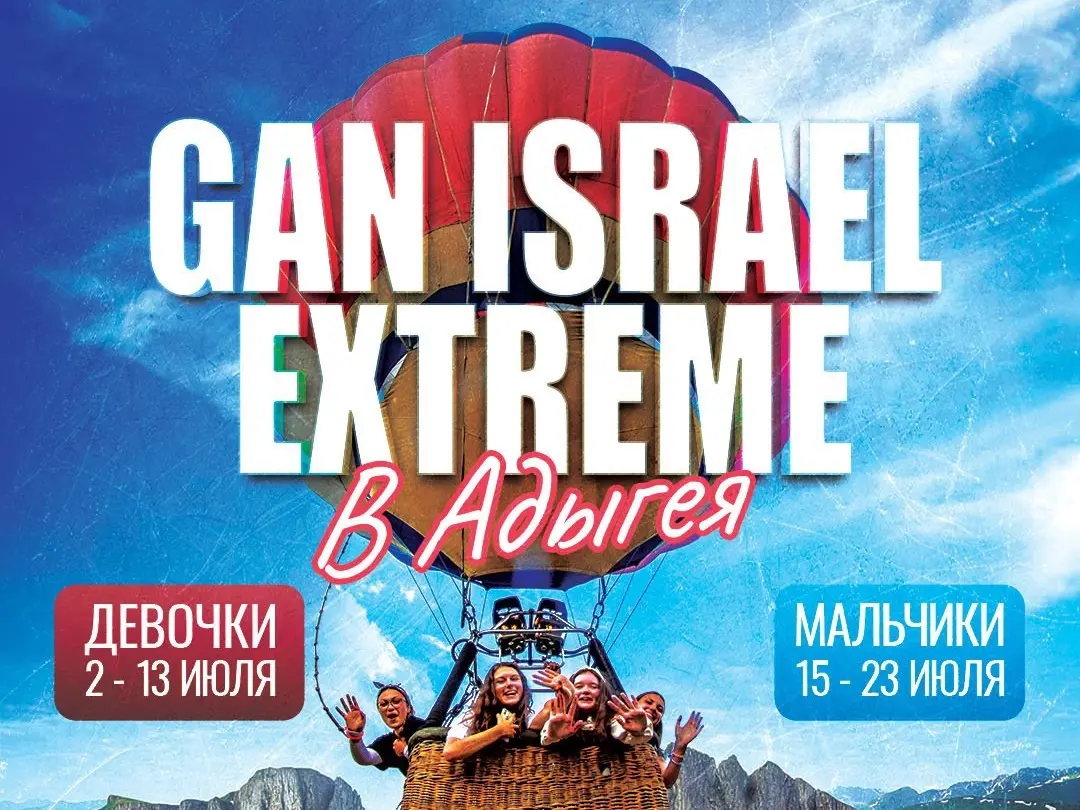 GAN ISRAEL
EXTREME
В Адыгея
ДЕВОЧКИ
2 - 13 ИЮЛЯ
МАЛЬЧИКИ
15 - 23 ИЮЛЯ